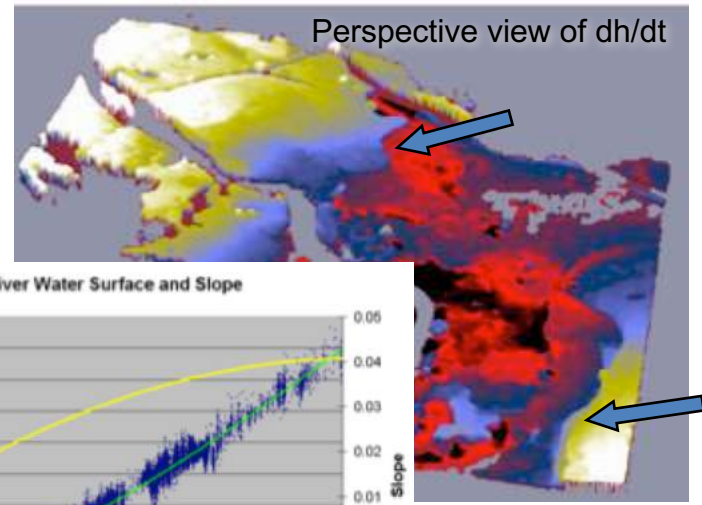 Perspective view of dh/dt
iver Water Surface and Slope
0.05
0.04
0.03
0.02
0.01
Slope